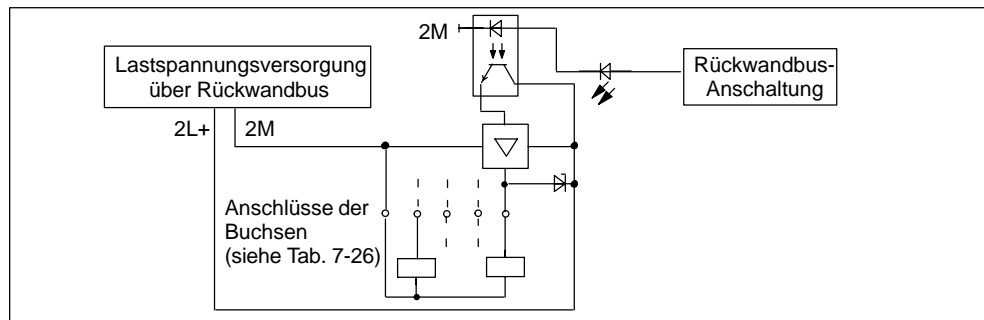 2M
Lastspannungsversorgung
über Rückwandbus
Rückwandbus-
Anschaltung
2L+
2M
Anschlüsse der
Buchsen
(siehe Tab. 7-26)